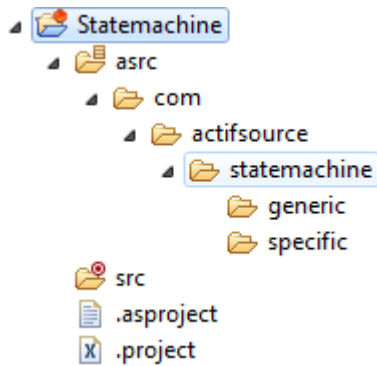 Statemachine
asrc
com
actifsource
statemachine
generic
specific
src
.asproject
.project